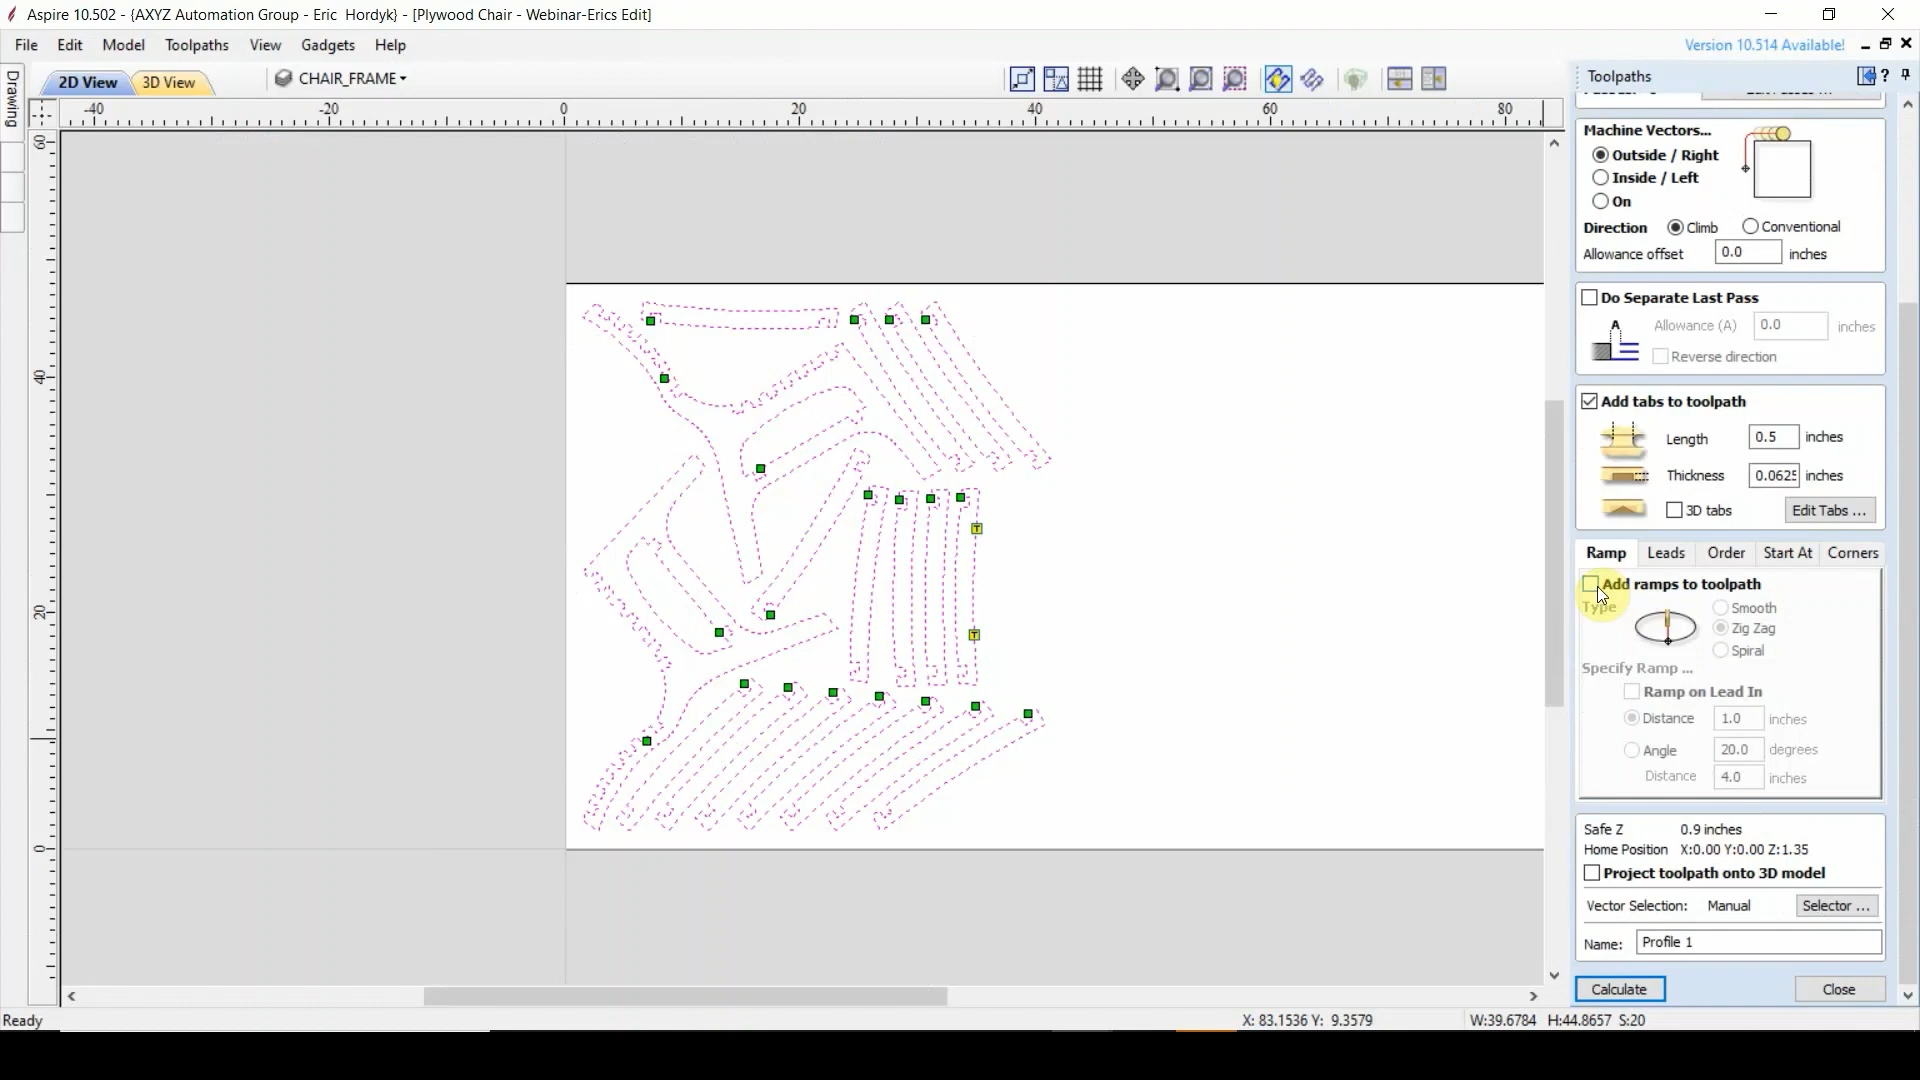 Aspire 10.502 - {AXYZ Automation Group - Eric Hordyk} - [Plywood Chair - Webinar-Erics Edit]
File Edit Model Toolpaths View Gadgets Help
Version 10.514 Available!
2D View 3D View CHAIR_FRAME
Drawing
-40 -20 0 20 40 60 80
60
40
20
0
T
T
Toolpaths
Machine Vectors...
Outside / Right
Inside / Left
On
Direction Climb Conventional
Allowance offset 0.0 inches
Do Separate Last Pass
A Allowance (A) 0.0 inches
Reverse direction
Add tabs to toolpath
Length 0.5 inches
Thickness 0.0625 inches
3D tabs Edit Tabs ...
Ramp Leads Order Start At Corners
Add ramps to toolpath
Type Smooth
Zig Zag
Spiral
Specify Ramp ...
Ramp on Lead In
Distance 1.0 inches
Angle 20.0 degrees
Distance 4.0 inches
Safe Z 0.9 inches
Home Position X:0.00 Y:0.00 Z:1.35
Project toolpath onto 3D model
Vector Selection: Manual Selector ...
Name: Profile 1
Calculate Close
Ready
X: 83.1536 Y: 9.3579
W:39.6784 H:44.8657 S:20